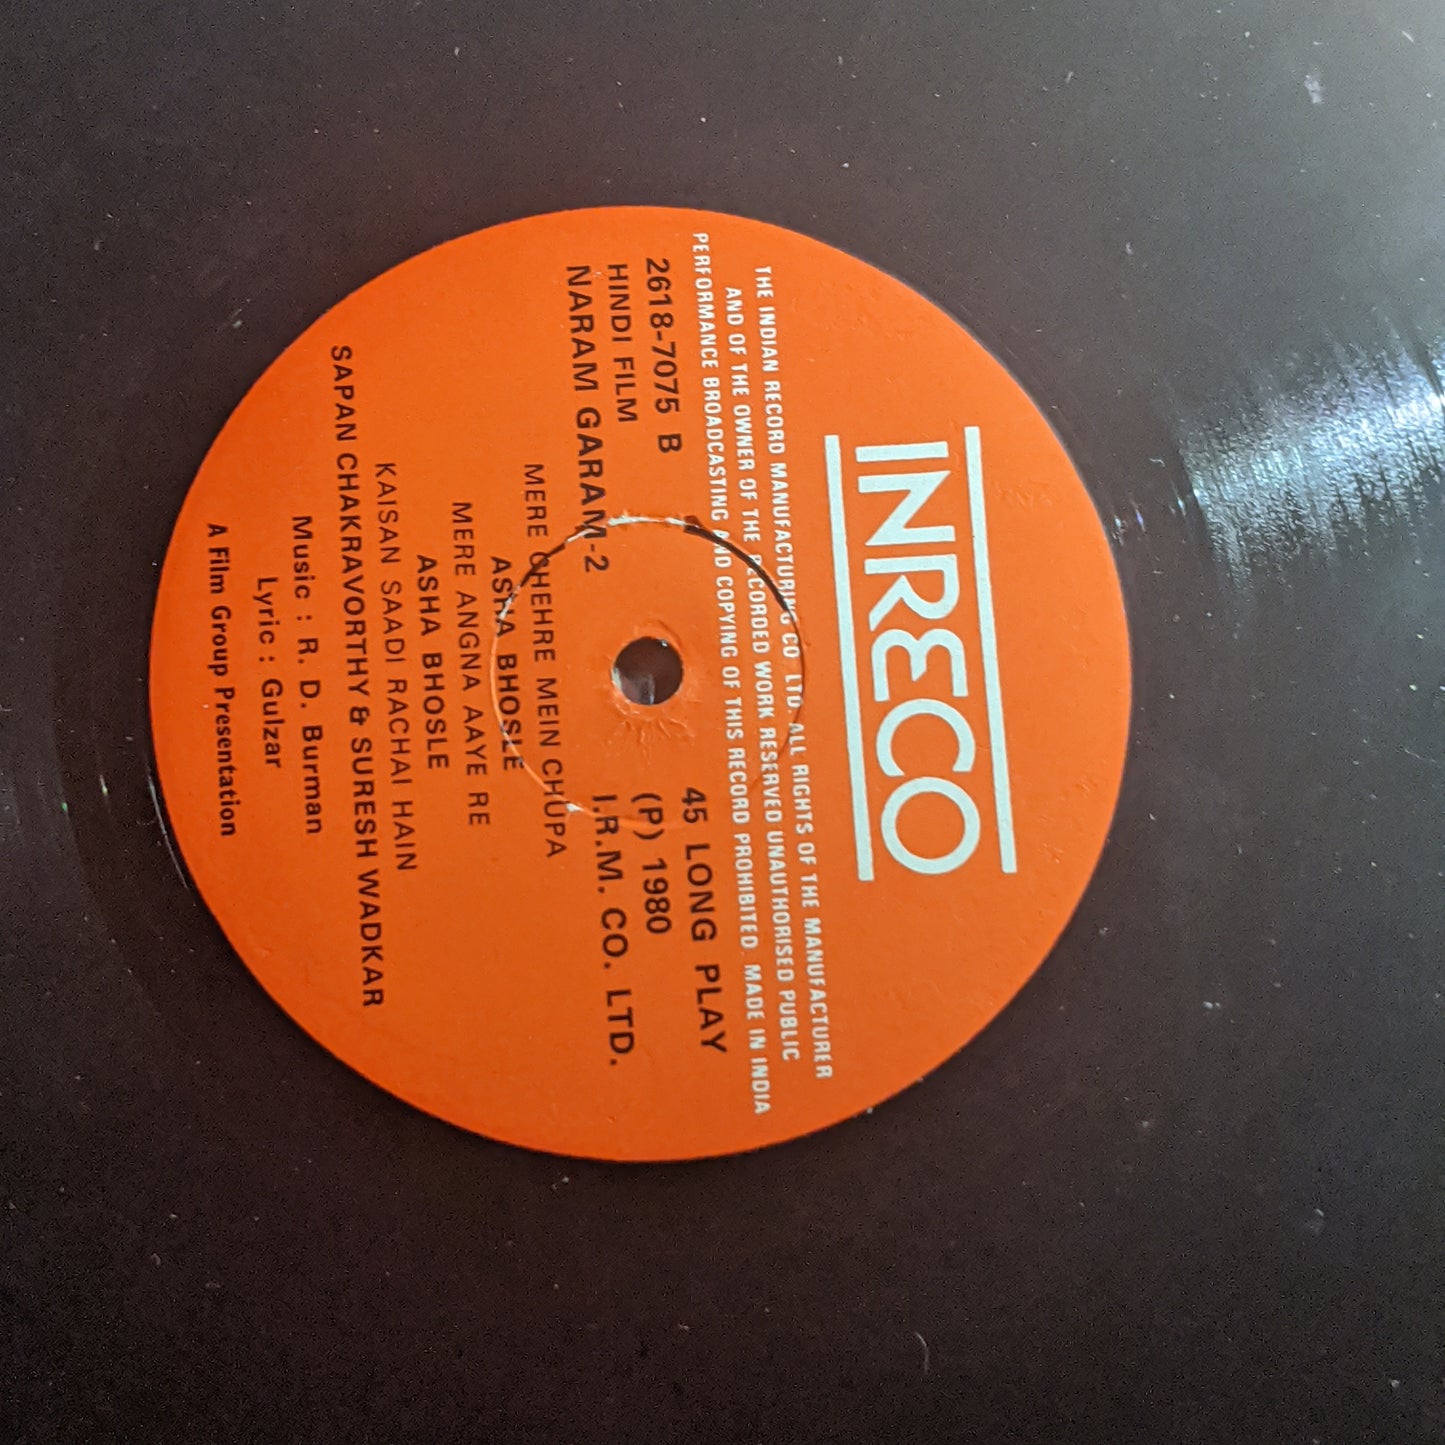 INRECO
THE INDIAN RECORD MANUFACTURING CO. LTD. ALL RIGHTS OF THE MANUFACTURER
AND OF THE OWNER OF THE RECORDED WORK RESERVED UNAUTHORISED PUBLIC
PERFORMANCE BROADCASTING AND COPYING OF THIS RECORD PROHIBITED. MADE IN INDIA
2618-7075 B
HINDI FILM
NARAM GARAM-2
45 LONG PLAY
(P) 1980
I.R.M. CO. LTD.
MERE CHEHRE MEIN CHUPA
ASHA BHOSLE
MERE ANGNA AAYE RE
ASHA BHOSLE
KAISAN SAADI RACHAI HAIN
SAPAN CHAKRAVORTHY & SURESH WADKAR
Music : R. D. Burman
Lyric : Gulzar
A Film Group Presentation